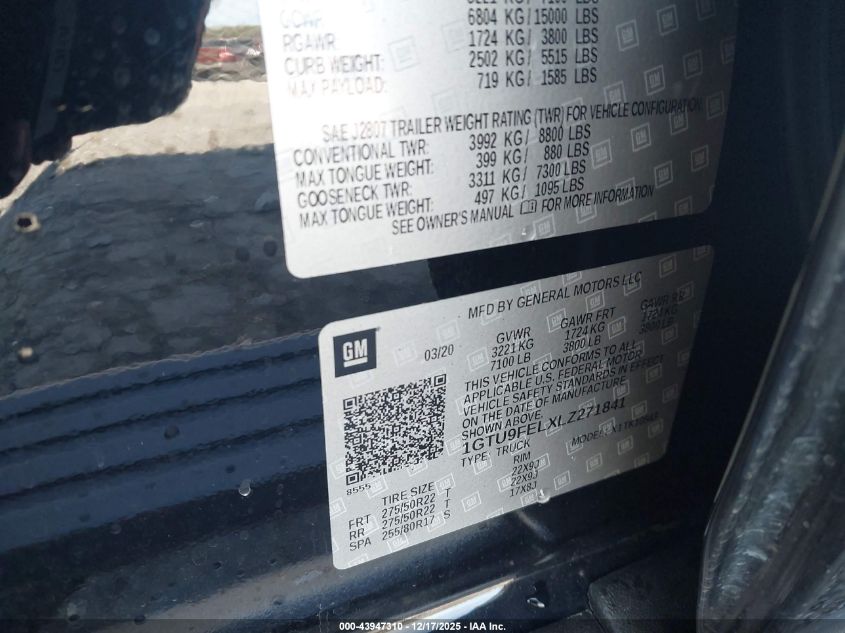 GCWR: 6804 KG/ 15000 LBS
RGAWR: 1724 KG/ 3800 LBS
CURB WEIGHT: 2502 KG/ 5515 LBS
MAX PAYLOAD: 719 KG/ 1585 LBS
SAE J2807 TRAILER WEIGHT RATING (TWR) FOR VEHICLE CONFIGURATION
CONVENTIONAL TWR: 3992 KG/ 8800 LBS
MAX TONGUE WEIGHT: 399 KG/ 880 LBS
GOOSENECK TWR: 3311 KG/ 7300 LBS
MAX TONGUE WEIGHT: 497 KG/ 1095 LBS
SEE OWNER'S MANUAL FOR MORE INFORMATION
MFD BY GENERAL MOTORS LLC
GM
03/20
GVWR GAWR FRT GAWR RR
3221 KG 1724 KG 1724 KG
7100 LB 3800 LB 3800 LB
THIS VEHICLE CONFORMS TO ALL
APPLICABLE U.S. FEDERAL MOTOR
VEHICLE SAFETY STANDARDS IN EFFECT
ON THE DATE OF MANUFACTURE
SHOWN ABOVE.
1GTU9FELXLZ271841
TYPE: TRUCK
8555
TIRE SIZE RIM
FRT 275/50R22 T 22X9J
RR 275/50R22 T 22X9J
SPA 255/80R17 S 17X8J
000-43947310 - 12/17/2025 - IAA Inc.